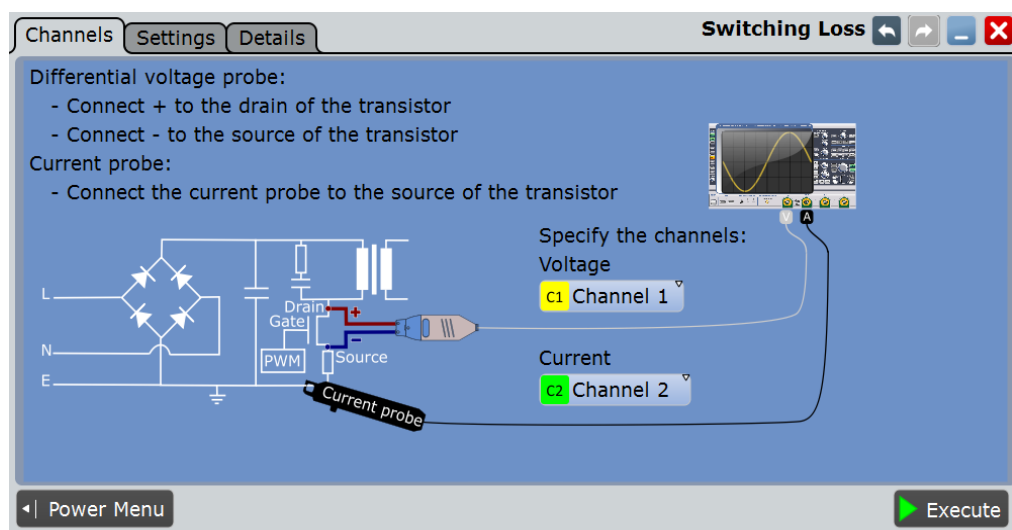 Channels Settings Details Switching Loss
Differential voltage probe:
- Connect + to the drain of the transistor
- Connect - to the source of the transistor
Current probe:
- Connect the current probe to the source of the transistor
V A
Specify the channels:
Voltage
C1 Channel 1
L
Drain +
Gate
N
PWM
Source -
E
Current probe
Current
C2 Channel 2
Power Menu
Execute